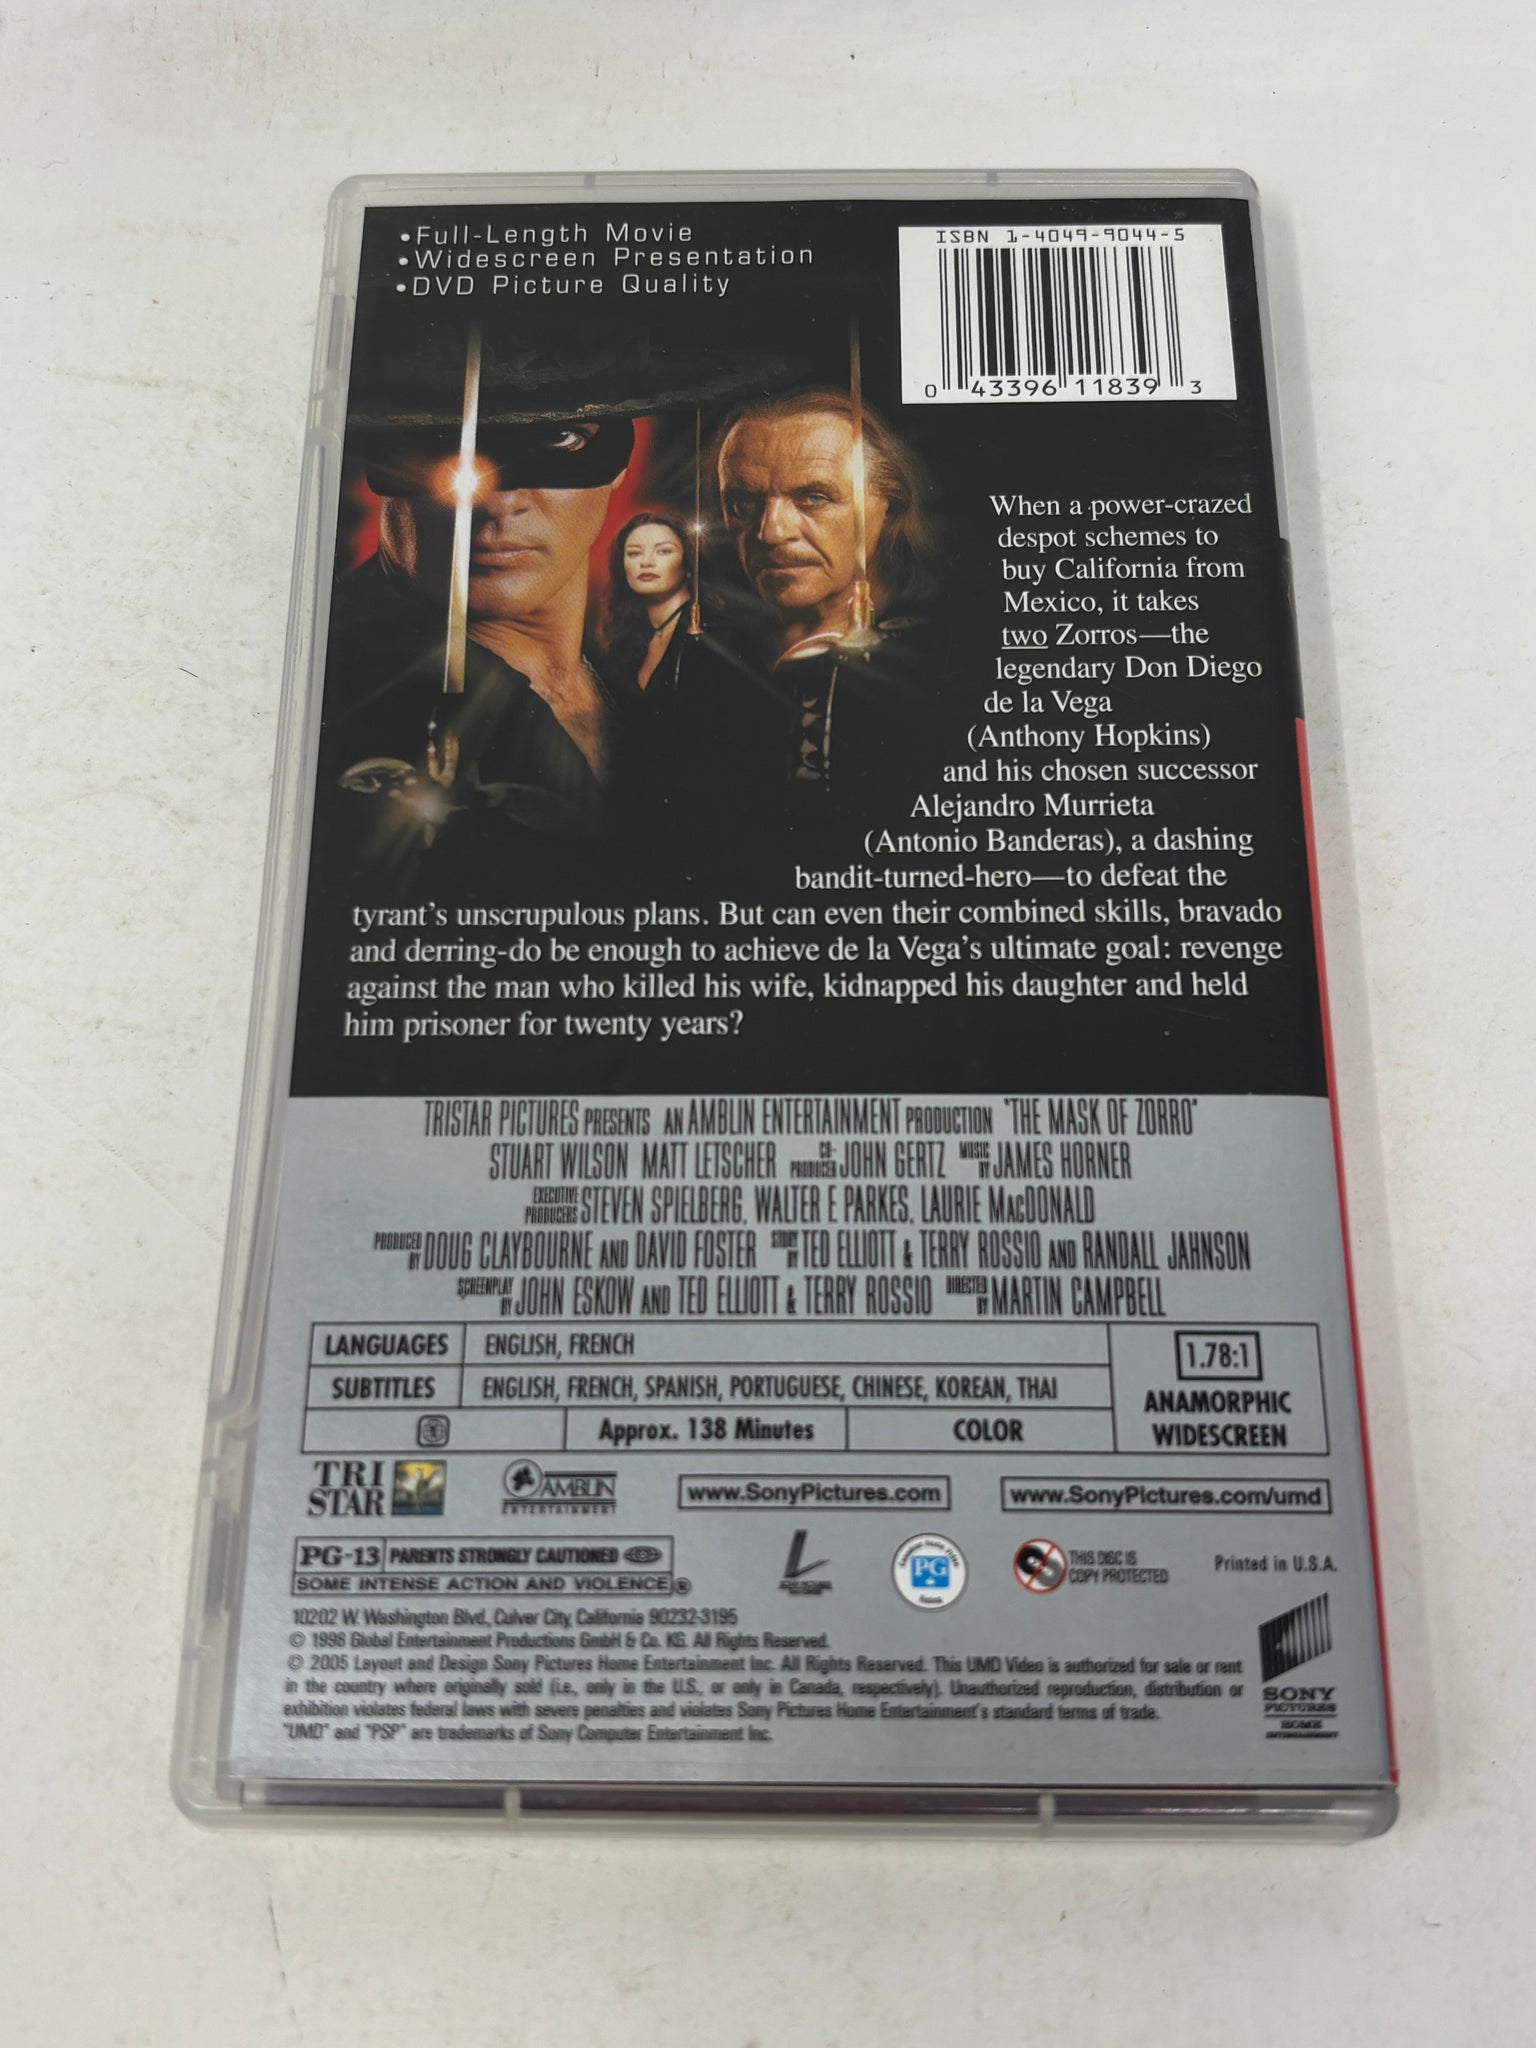 •Full-Length Movie
•Widescreen Presentation
•DVD Picture Quality
ISBN 1-4049-9044-5
0 43396 11839 3
When a power-crazed
despot schemes to
buy California from
Mexico, it takes
two Zorros—the
legendary Don Diego
de la Vega
(Anthony Hopkins)
and his chosen successor
Alejandro Murrieta
(Antonio Banderas), a dashing
bandit-turned-hero—to defeat the
tyrant's unscrupulous plans. But can even their combined skills, bravado
and derring-do be enough to achieve de la Vega's ultimate goal: revenge
against the man who killed his wife, kidnapped his daughter and held
him prisoner for twenty years?
TRISTAR PICTURES PRESENTS AN AMBLIN ENTERTAINMENT PRODUCTION "THE MASK OF ZORRO"
STUART WILSON MATT LETSCHER CO-PRODUCER JOHN GERTZ MUSIC BY JAMES HORNER
EXECUTIVE PRODUCERS STEVEN SPIELBERG, WALTER F. PARKES, LAURIE MACDONALD
PRODUCED BY DOUG CLAYBOURNE AND DAVID FOSTER STORY BY TED ELLIOTT & TERRY ROSSIO AND RANDALL JAHNSON
SCREENPLAY BY JOHN ESKOW AND TED ELLIOTT & TERRY ROSSIO DIRECTED BY MARTIN CAMPBELL
LANGUAGES ENGLISH, FRENCH
SUBTITLES ENGLISH, FRENCH, SPANISH, PORTUGUESE, CHINESE, KOREAN, THAI
Approx. 138 Minutes COLOR
1.78:1
ANAMORPHIC
WIDESCREEN
TRI
STAR
AMBLIN
ENTERTAINMENT
www.SonyPictures.com
www.SonyPictures.com/umd
PG-13 PARENTS STRONGLY CAUTIONED
SOME INTENSE ACTION AND VIOLENCE ®
L
PG
THIS DISC IS
COPY PROTECTED
Printed in U.S.A.
10202 W. Washington Blvd., Culver City, California 90232-3195
© 1998 Global Entertainment Productions GmbH & Co. KG. All Rights Reserved.
© 2005 Layout and Design Sony Pictures Home Entertainment Inc. All Rights Reserved. This UMD Video is authorized for sale or rent
in the country where originally sold (i.e., only in the U.S., or only in Canada, respectively). Unauthorized reproduction, distribution or
exhibition violates federal laws with severe penalties and violates Sony Pictures Home Entertainment's standard terms of trade.
"UMD" and "PSP" are trademarks of Sony Computer Entertainment Inc.
SONY
PICTURES
HOME
ENTERTAINMENT